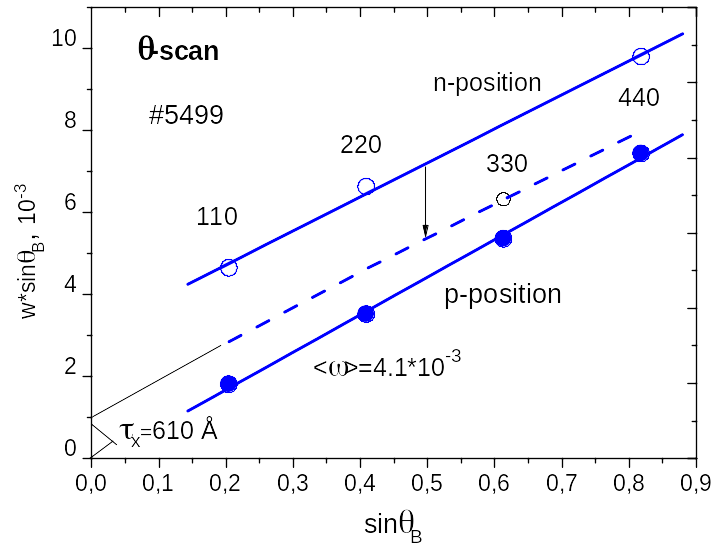 θ-scan
#5499
n-position
110
220
330
440
p-position
<ω>=4.1*10⁻³
τₓ=610 Å
w*sinθ_B, 10⁻³
10
8
6
4
2
0
0,0 0,1 0,2 0,3 0,4 0,5 0,6 0,7 0,8 0,9
sinθ_B